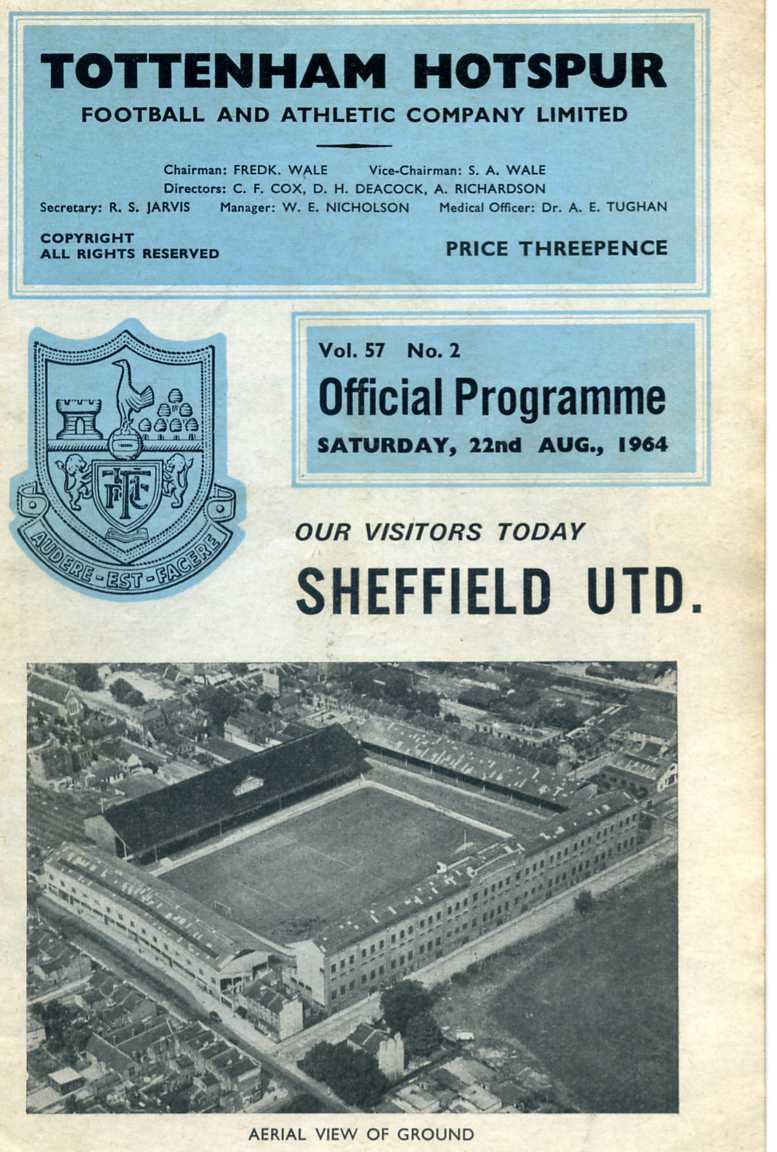 TOTTENHAM HOTSPUR
FOOTBALL AND ATHLETIC COMPANY LIMITED
Chairman: FREDK. WALE Vice-Chairman: S. A. WALE
Directors: C. F. COX, D. H. DEACOCK, A. RICHARDSON
Secretary: R. S. JARVIS Manager: W. E. NICHOLSON Medical Officer: Dr. A. E. TUGHAN
COPYRIGHT
ALL RIGHTS RESERVED
PRICE THREEPENCE
Vol. 57 No. 2
Official Programme
SATURDAY, 22nd AUG., 1964
AUDERE - EST - FACERE
OUR VISITORS TODAY
SHEFFIELD UTD.
AERIAL VIEW OF GROUND